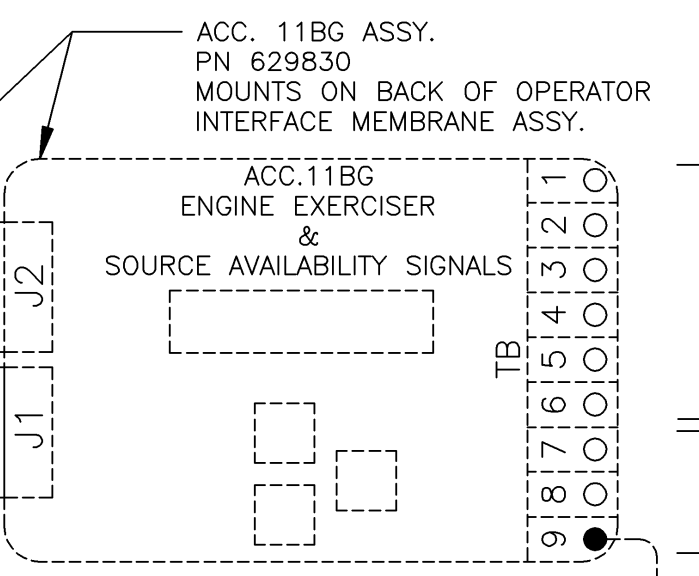 ACC. 11BG ASSY.
PN 629830
MOUNTS ON BACK OF OPERATOR
INTERFACE MEMBRANE ASSY.
ACC.11BG
ENGINE EXERCISER
&
SOURCE AVAILABILITY SIGNALS
J2
J1
TB
1
2
3
4
5
6
7
8
9